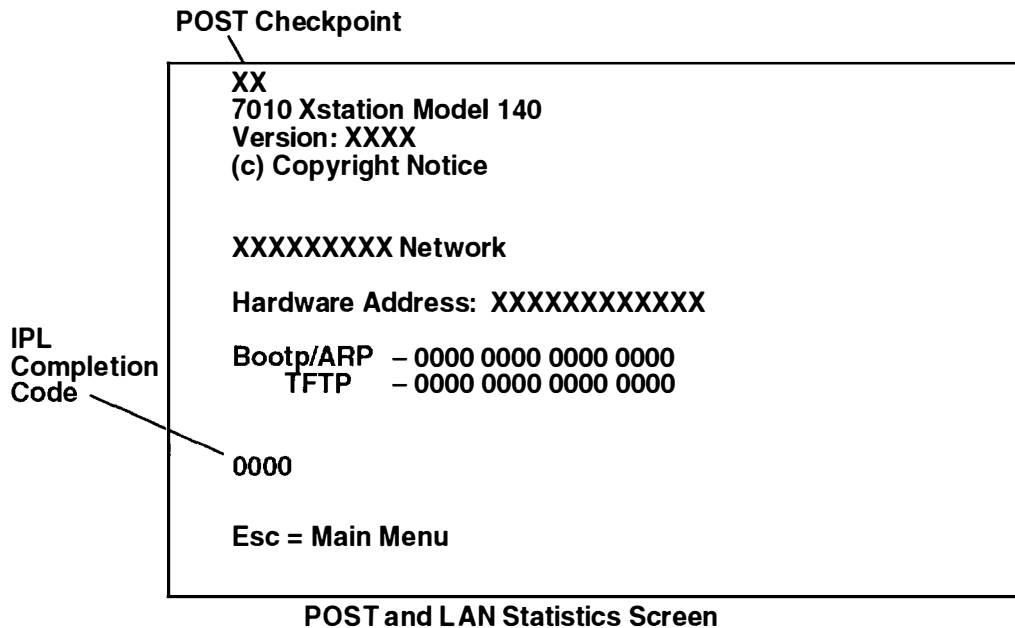 POST Checkpoint
XX
7010 Xstation Model 140
Version: XXXX
(c) Copyright Notice
XXXXXXXXX Network
Hardware Address: XXXXXXXXXXXX
IPL
Completion
Code
Bootp/ARP – 0000 0000 0000 0000
TFTP – 0000 0000 0000 0000
0000
Esc = Main Menu
POST and LAN Statistics Screen